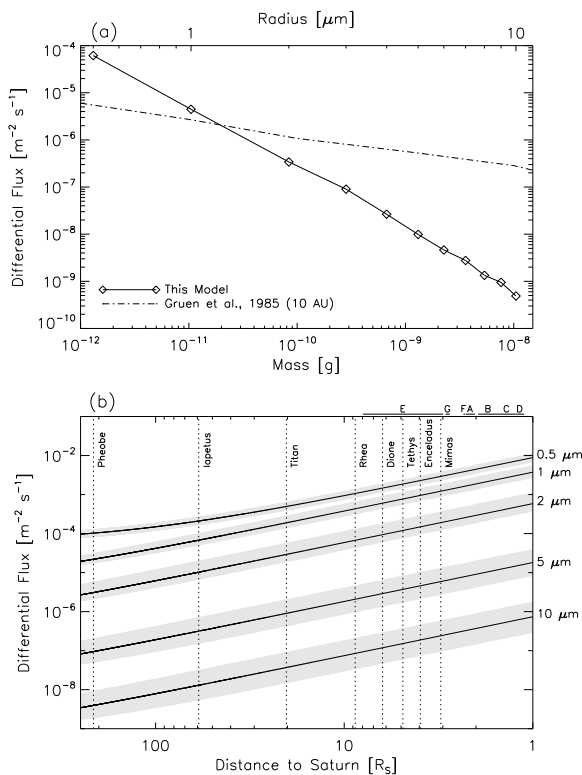 Radius [μm]
1 10
(a)
10^-4
10^-5
10^-6
10^-7
10^-8
10^-9
10^-10
Differential Flux [m^-2 s^-1]
This Model
Gruen et al., 1985 (10 AU)
10^-12 10^-11 10^-10 10^-9 10^-8
Mass [g]
(b)
E G F A B C D
Pheobe
Iapetus
Titan
Rhea
Dione
Tethys
Enceladus
Mimas
10^-2
10^-4
10^-6
10^-8
Differential Flux [m^-2 s^-1]
0.5 μm
1 μm
2 μm
5 μm
10 μm
100 10 1
Distance to Saturn [R_S]